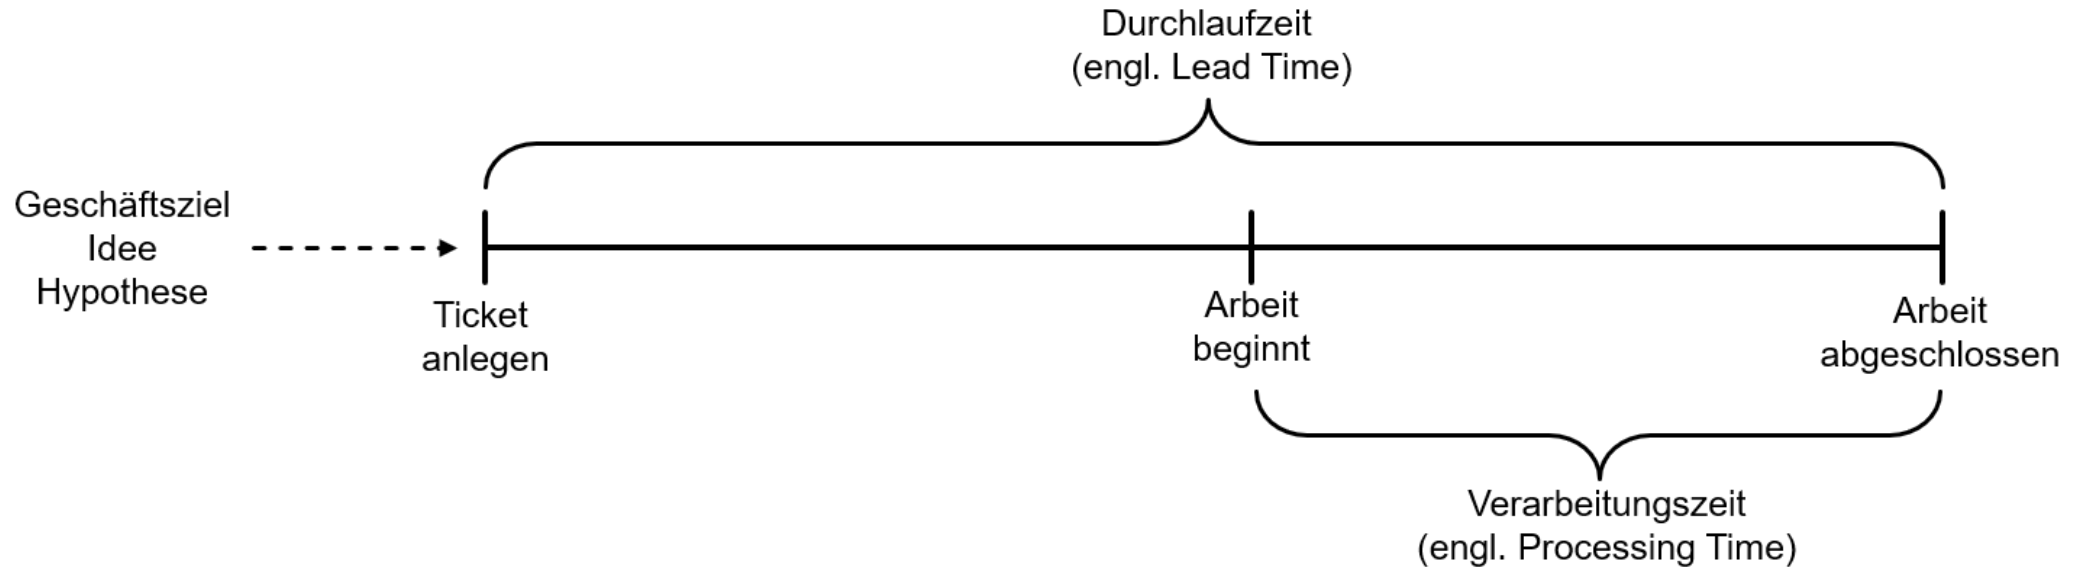 Durchlaufzeit
(engl. Lead Time)
Geschäftsziel
Idee
Hypothese
Ticket
anlegen
Arbeit
beginnt
Arbeit
abgeschlossen
Verarbeitungszeit
(engl. Processing Time)